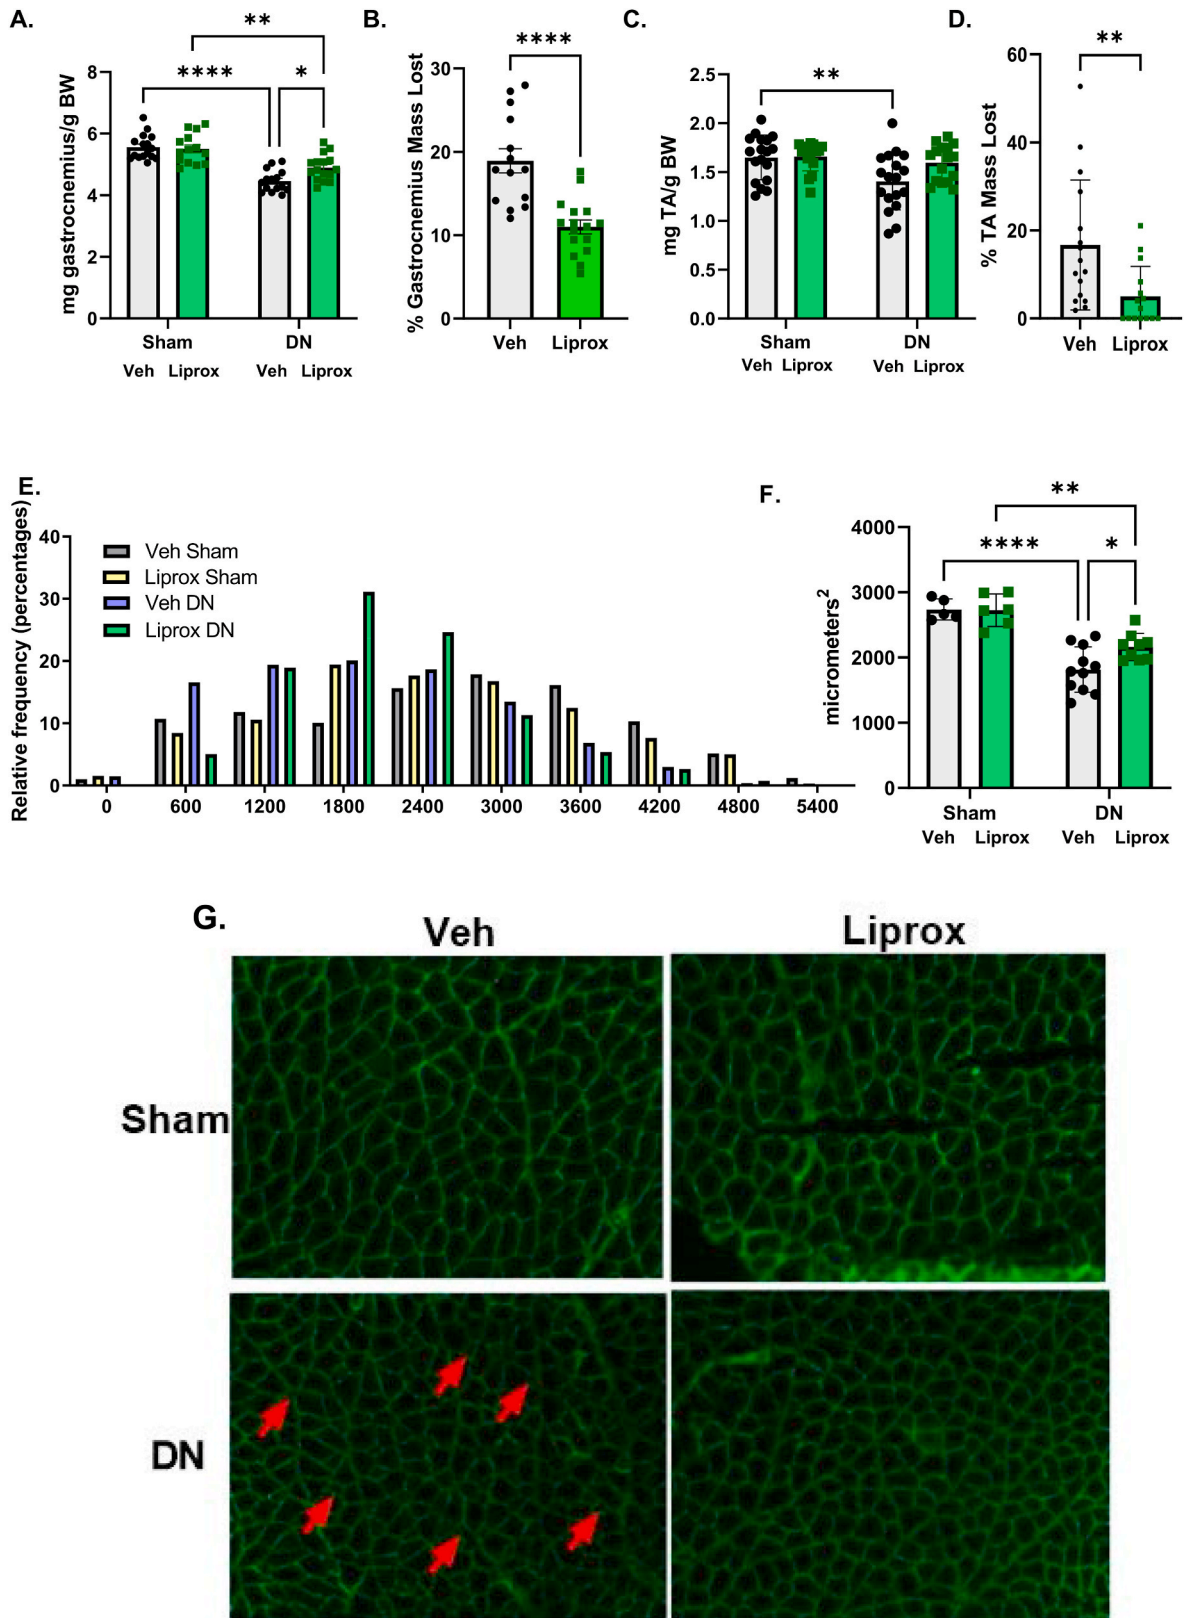 A.
mg gastrocnemius/g BW
8
6
4
2
0
**
****
*
Sham
DN
Veh Liprox
Veh Liprox
B.
% Gastrocnemius Mass Lost
30
20
10
0
****
Veh
Liprox
C.
mg TA/g BW
2.5
2.0
1.5
1.0
0.5
0.0
**
Sham
DN
Veh Liprox
Veh Liprox
D.
% TA Mass Lost
60
40
20
0
**
Veh
Liprox
E.
Relative frequency (percentages)
40
30
20
10
0
Veh Sham
Liprox Sham
Veh DN
Liprox DN
0 600 1200 1800 2400 3000 3600 4200 4800 5400
F.
micrometers²
4000
3000
2000
1000
0
**
****
*
Sham
DN
Veh Liprox
Veh Liprox
G.
Veh
Liprox
Sham
DN